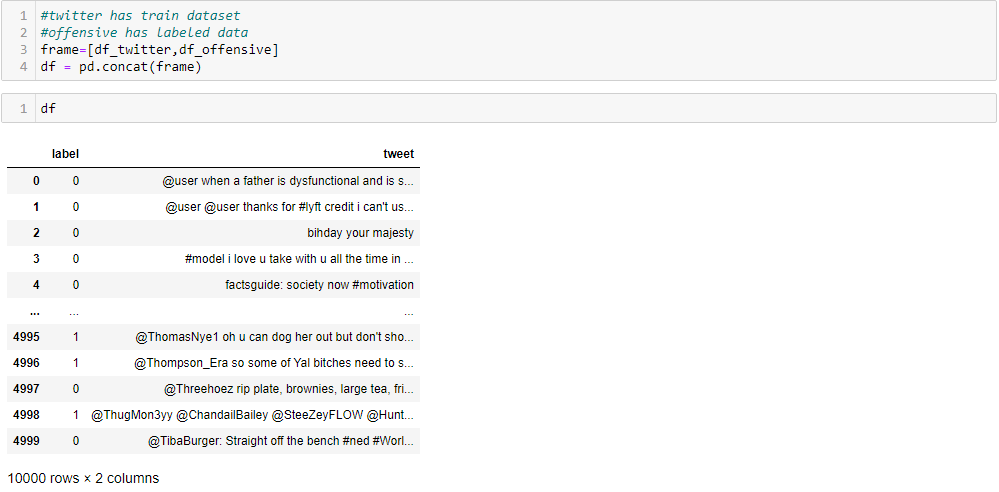 1 #twitter has train dataset
2 #offensive has labeled data
3 frame=[df_twitter,df_offensive]
4 df = pd.concat(frame)
1 df
label tweet
0 0 @user when a father is dysfunctional and is s...
1 0 @user @user thanks for #lyft credit i can't us...
2 0 bihday your majesty
3 0 #model i love u take with u all the time in ...
4 0 factsguide: society now #motivation
... ... ...
4995 1 @ThomasNye1 oh u can dog her out but don't sho...
4996 1 @Thompson_Era so some of Yal bitches need to s...
4997 0 @Threehoez rip plate, brownies, large tea, fri...
4998 1 @ThugMon3yy @ChandailBailey @SteeZeyFLOW @Hunt...
4999 0 @TibaBurger: Straight off the bench #ned #Worl...
10000 rows × 2 columns